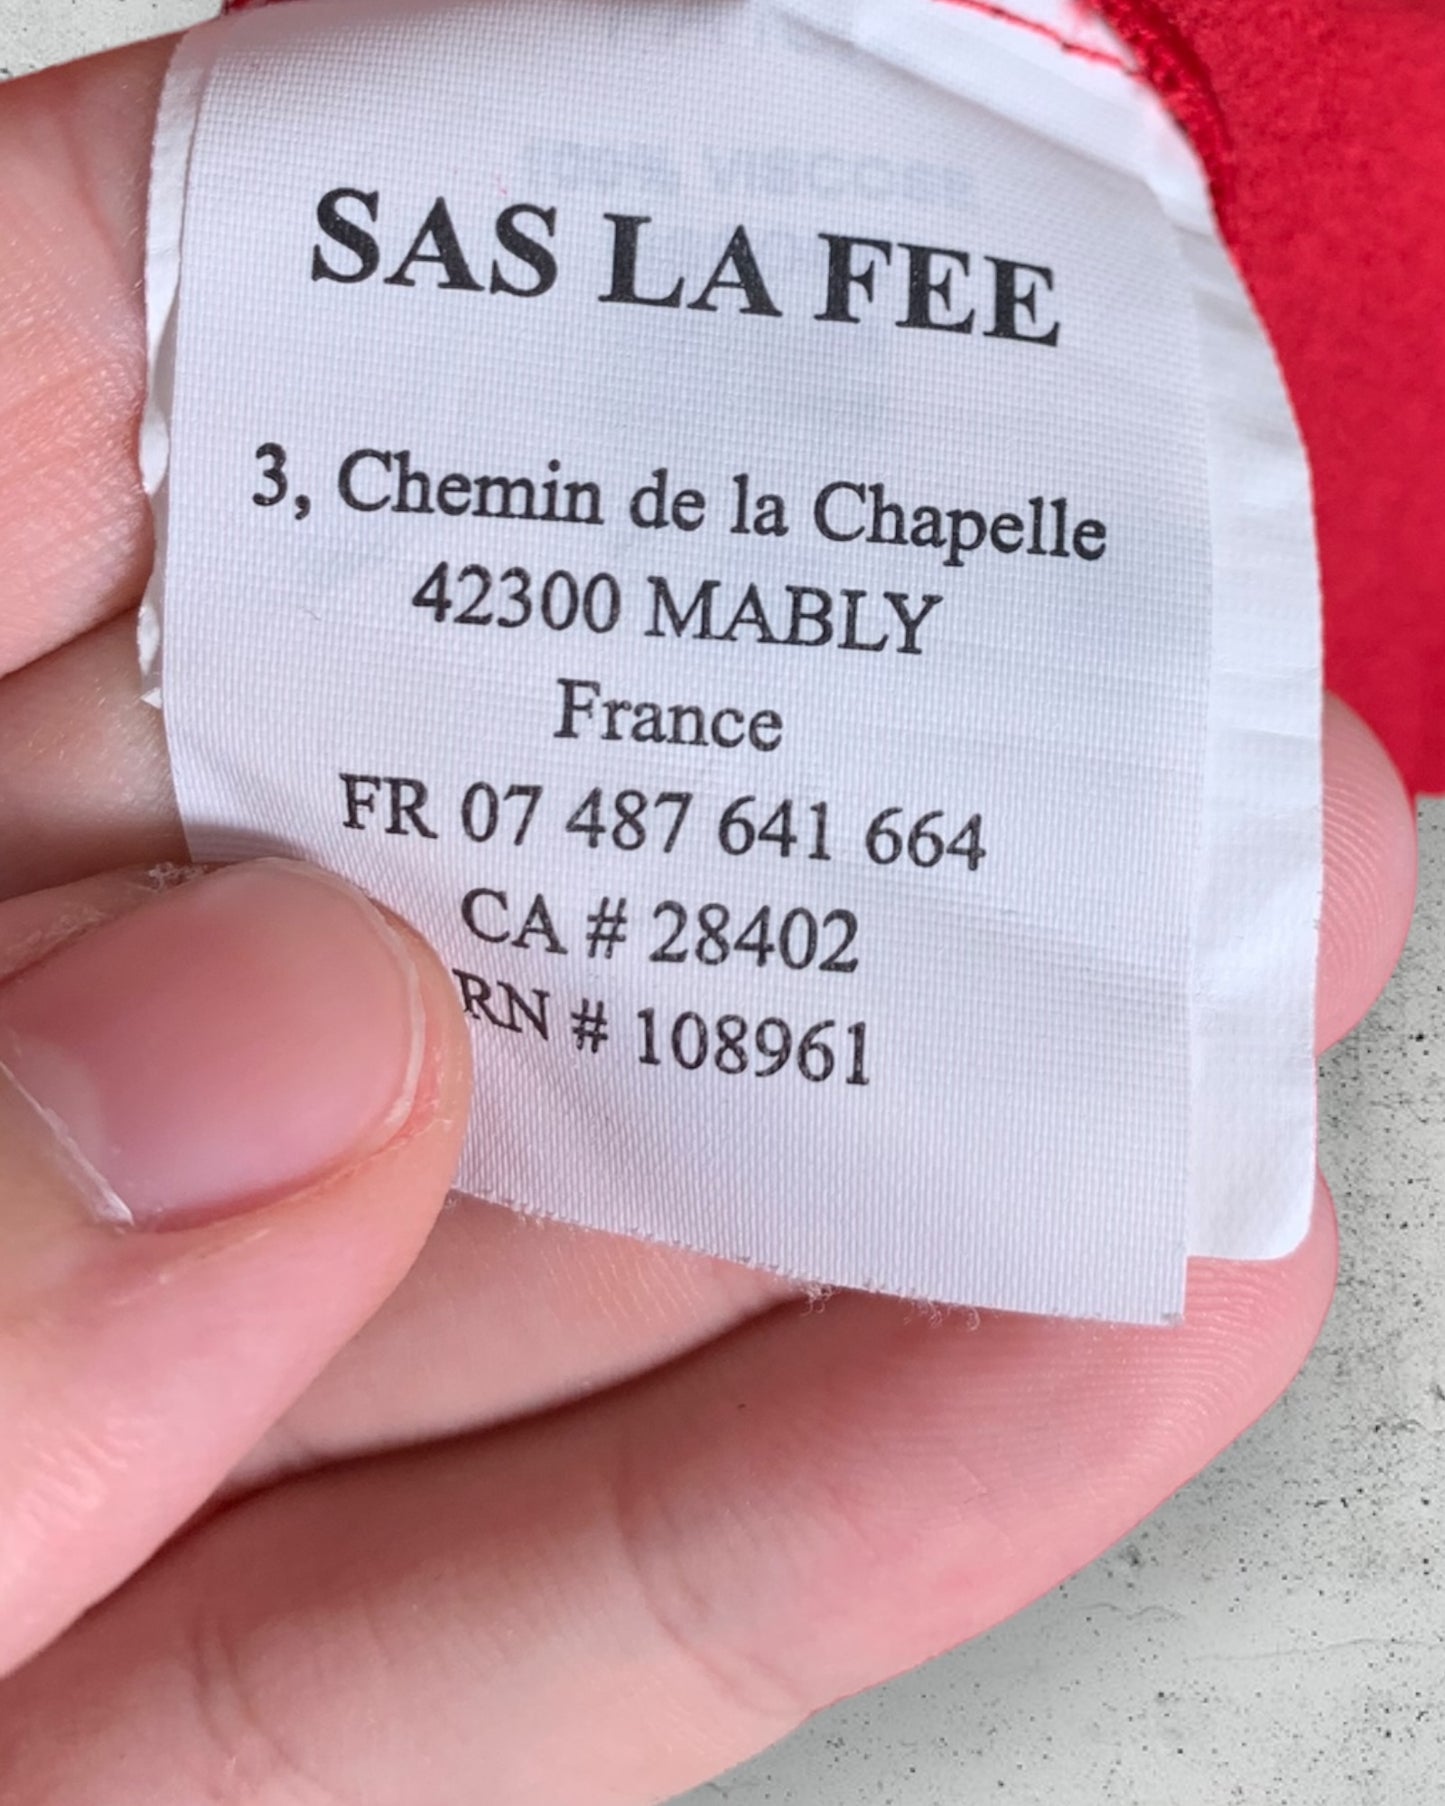 SAS LA FEE
3, Chemin de la Chapelle
42300 MABLY
France
FR 07 487 641 664
CA # 28402
RN # 108961